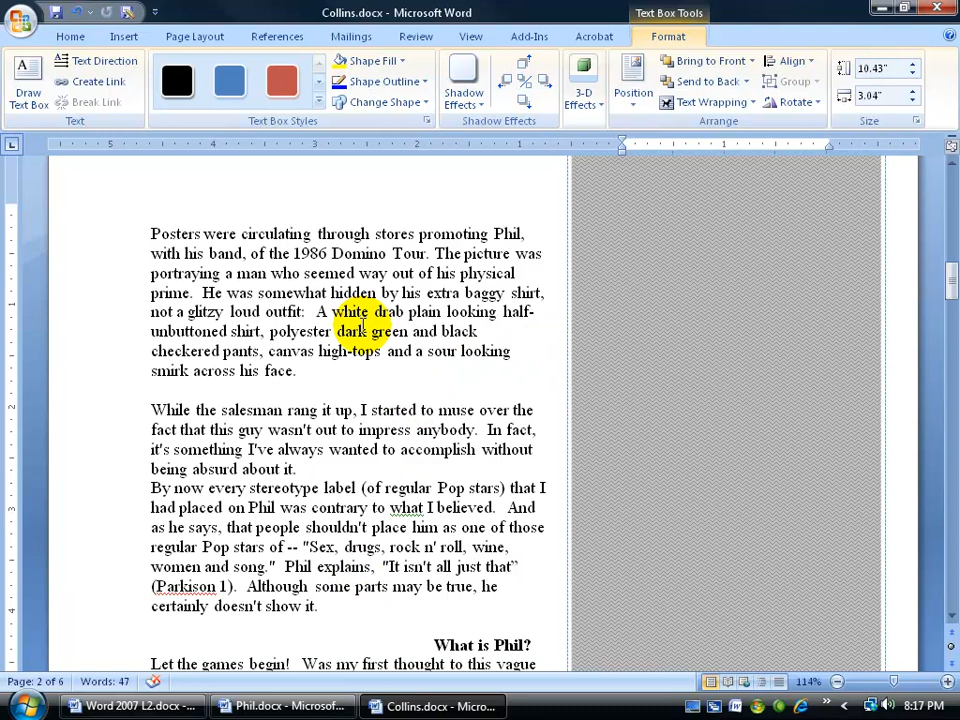 Collins.docx - Microsoft Word
Text Box Tools
Home Insert Page Layout References Mailings Review View Add-Ins Acrobat Format
Draw Text Box
Text Direction
Create Link
Break Link
Text
Text Box Styles
Shape Fill
Shape Outline
Change Shape
Shadow Effects
Shadow Effects
3-D Effects
Position
Bring to Front
Send to Back
Text Wrapping
Align
Group
Rotate
Arrange
10.43"
3.04"
Size
5 4 3 2 1 1
Posters were circulating through stores promoting Phil,
with his band, of the 1986 Domino Tour. The picture was
portraying a man who seemed way out of his physical
prime. He was somewhat hidden by his extra baggy shirt,
not a glitzy loud outfit: A white drab plain looking half-
unbuttoned shirt, polyester dark green and black
checkered pants, canvas high-tops and a sour looking
smirk across his face.
While the salesman rang it up, I started to muse over the
fact that this guy wasn't out to impress anybody. In fact,
it's something I've always wanted to accomplish without
being absurd about it.
By now every stereotype label (of regular Pop stars) that I
had placed on Phil was contrary to what I believed. And
as he says, that people shouldn't place him as one of those
regular Pop stars of -- "Sex, drugs, rock n' roll, wine,
women and song." Phil explains, "It isn't all just that”
(Parkison 1). Although some parts may be true, he
certainly doesn't show it.
What is Phil?
Let the games begin! Was my first thought to this vague
1
2
3
4
Page: 2 of 6 Words: 47 114%
Word 2007 L2.docx -... Phil.docx - Microsof... Collins.docx - Micro... 8:17 PM